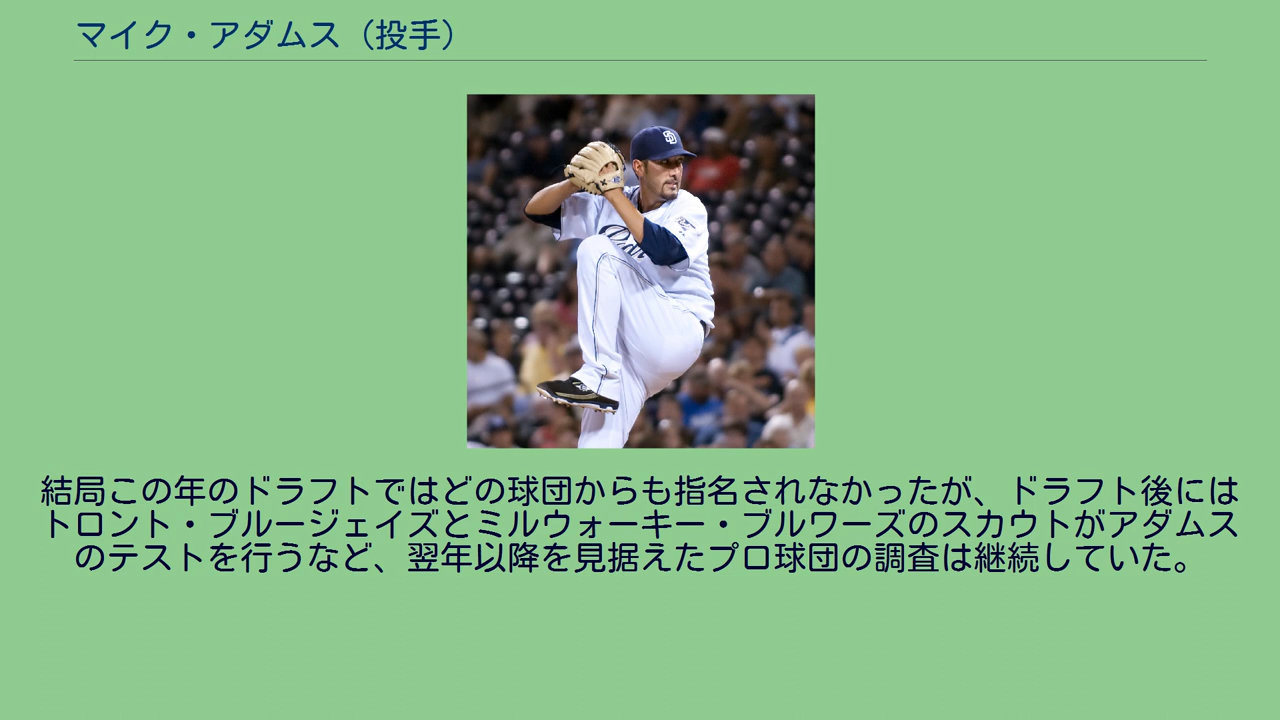 マイク・アダムス（投手）
SD
Padr
結局この年のドラフトではどの球団からも指名されなかったが、ドラフト後には
トロント・ブルージェイズとミルウォーキー・ブルワーズのスカウトがアダムス
のテストを行うなど、翌年以降を見据えたプロ球団の調査は継続していた。